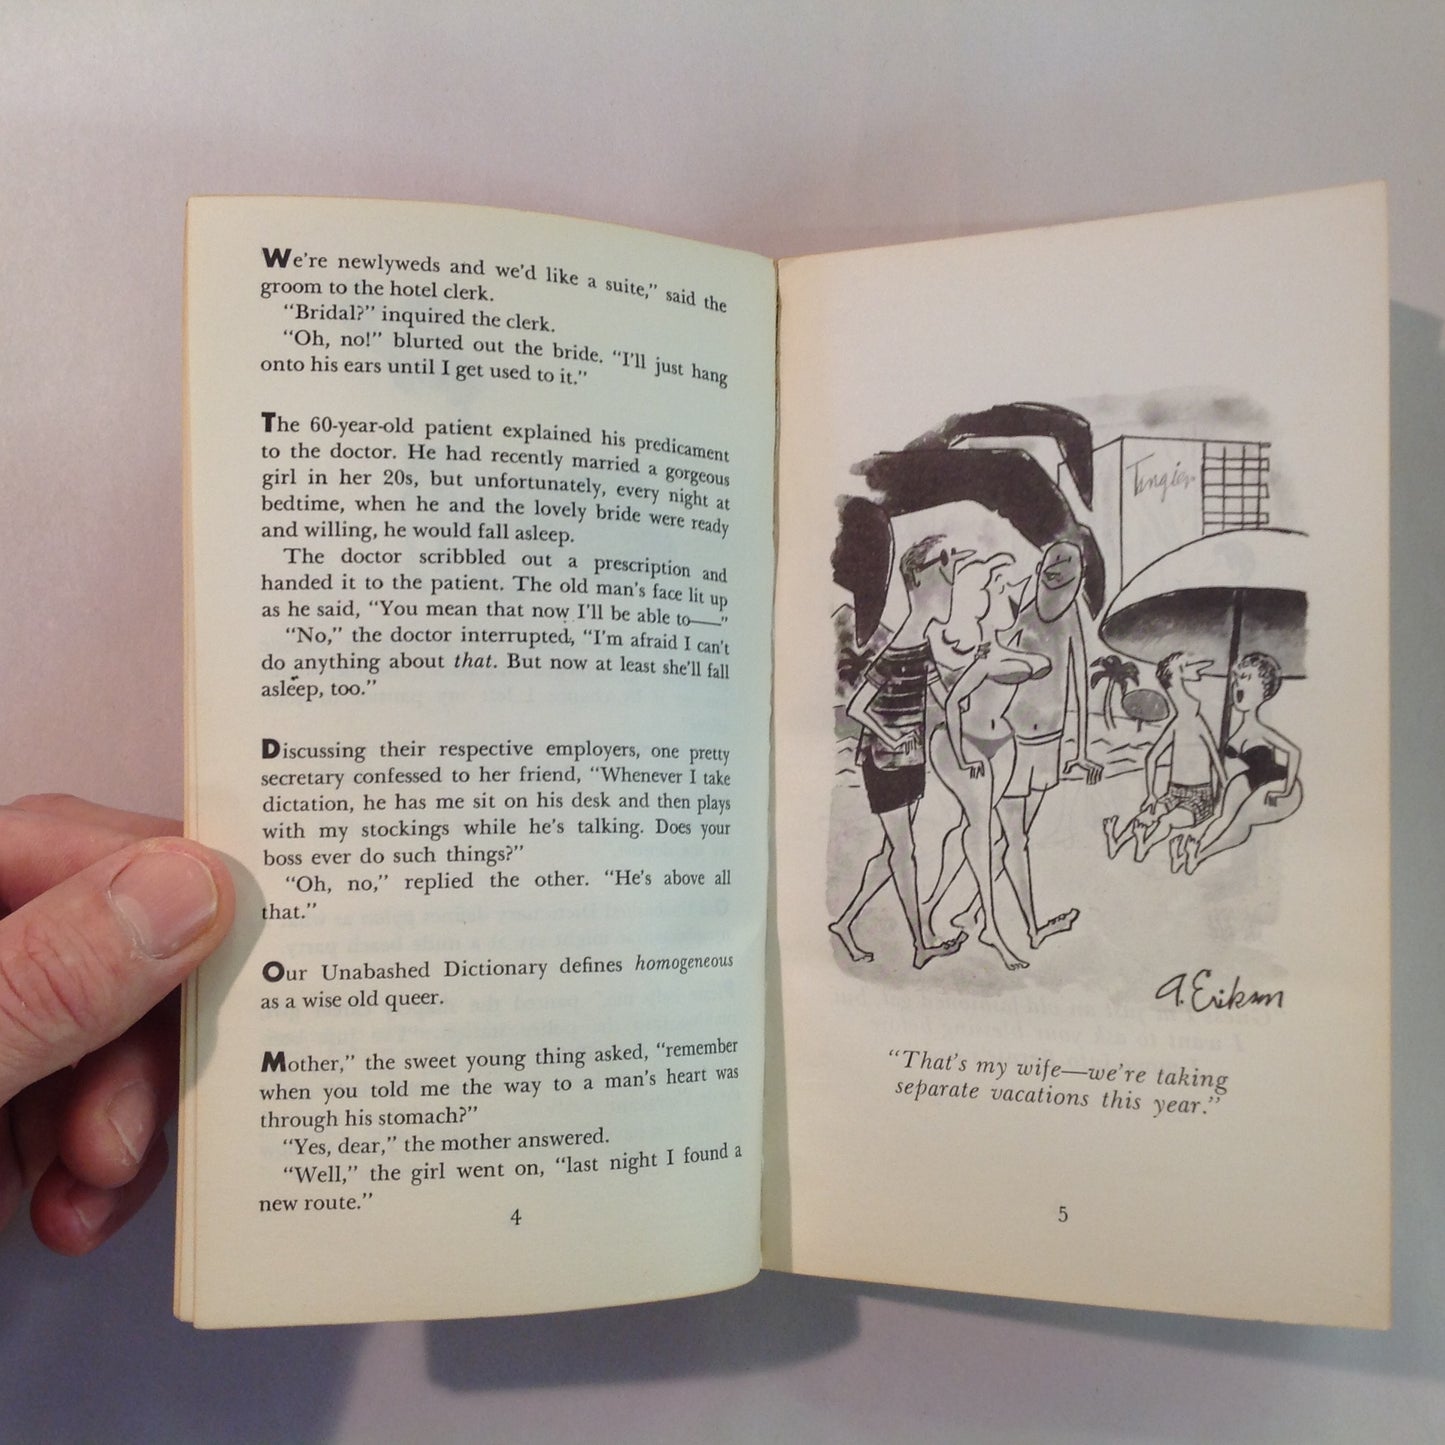 We're newlyweds and we'd like a suite," said the
groom to the hotel clerk.
"Bridal?" inquired the clerk.
"Oh, no!" blurted out the bride. "I'll just hang
onto his ears until I get used to it."
The 60-year-old patient explained his predicament
to the doctor. He had recently married a gorgeous
girl in her 20s, but unfortunately, every night at
bedtime, when he and the lovely bride were ready
and willing, he would fall asleep.
The doctor scribbled out a prescription and
handed it to the patient. The old man's face lit up
as he said, "You mean that now I'll be able to——"
"No," the doctor interrupted, "I'm afraid I can't
do anything about that. But now at least she'll fall
asleep, too."
Discussing their respective employers, one pretty
secretary confessed to her friend, "Whenever I take
dictation, he has me sit on his desk and then plays
with my stockings while he's talking. Does your
boss ever do such things?"
"Oh, no," replied the other. "He's above all
that."
Our Unabashed Dictionary defines homogeneous
as a wise old queer.
Mother," the sweet young thing asked, "remember
when you told me the way to a man's heart was
through his stomach?"
"Yes, dear," the mother answered.
"Well," the girl went on, "last night I found a
new route."
4
Tangier
A. Erikson
"That's my wife—we're taking
separate vacations this year."
5